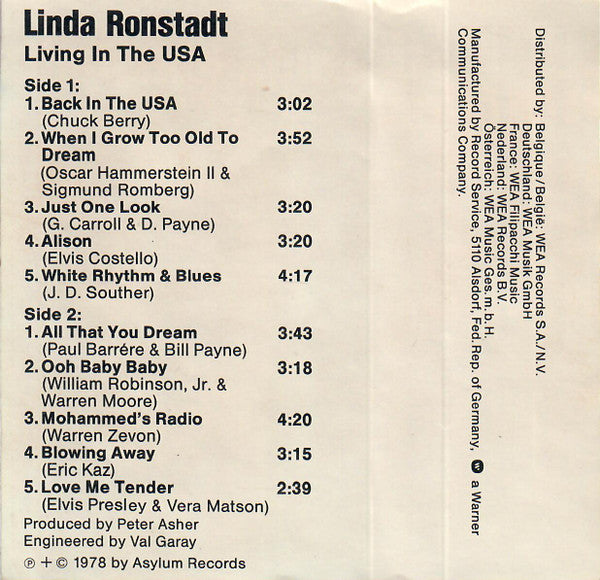 Linda Ronstadt
Living In The USA
Side 1:
1. Back In The USA 3:02
(Chuck Berry)
2. When I Grow Too Old To 3:52
Dream
(Oscar Hammerstein II &
Sigmund Romberg)
3. Just One Look 3:20
(G. Carroll & D. Payne)
4. Alison 3:20
(Elvis Costello)
5. White Rhythm & Blues 4:17
(J. D. Souther)
Side 2:
1. All That You Dream 3:43
(Paul Barrére & Bill Payne)
2. Ooh Baby Baby 3:18
(William Robinson, Jr. &
Warren Moore)
3. Mohammed's Radio 4:20
(Warren Zevon)
4. Blowing Away 3:15
(Eric Kaz)
5. Love Me Tender 2:39
(Elvis Presley & Vera Matson)
Produced by Peter Asher
Engineered by Val Garay
℗ + © 1978 by Asylum Records
Distributed by: Belgique/België: WEA Records S.A./N.V.
Deutschland: WEA Musik GmbH
France: WEA Filipacchi Music
Nederland: WEA Records B.V.
Österreich: WEA Music Ges. m. b. H.
Manufactured by Record Service, 5110 Alsdorf, Fed. Rep. of Germany, W a Warner
Communications Company.